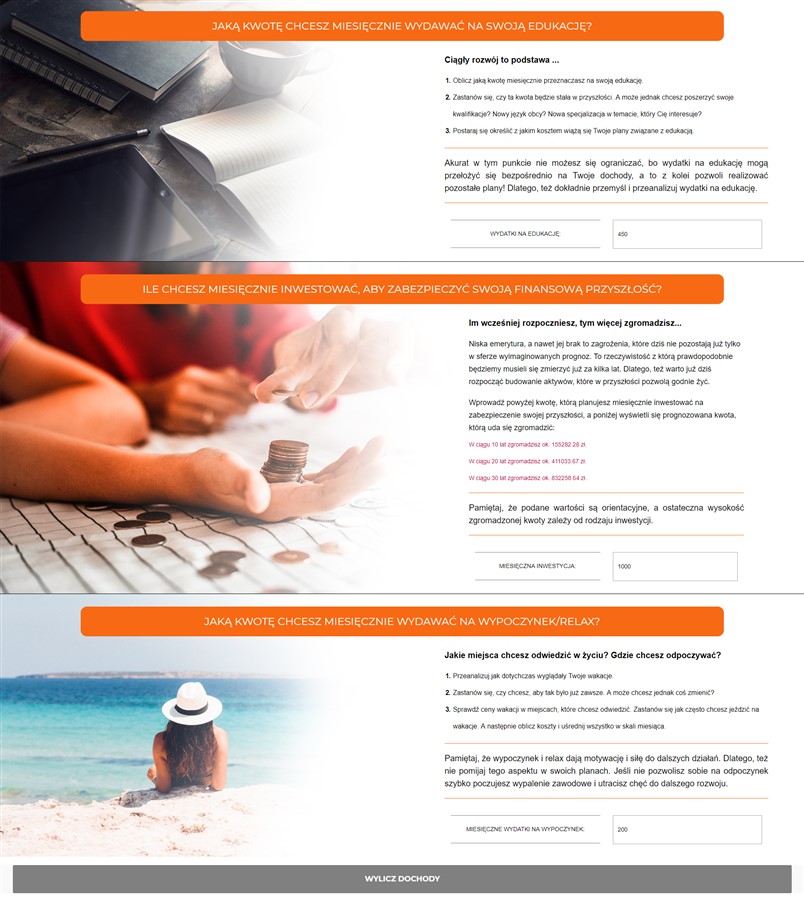 JAKĄ KWOTĘ CHCESZ MIESIĘCZNIE WYDAWAĆ NA SWOJĄ EDUKACJĘ?
Ciągły rozwój to podstawa ...
1. Oblicz jaką kwotę miesięcznie przeznaczasz na swoją edukację.
2. Zastanów się, czy ta kwota będzie stała w przyszłości. A może jednak chcesz poszerzyć swoje
kwalifikacje? Nowy język obcy? Nowa specjalizacja w temacie, który Cię interesuje?
3. Postaraj się określić z jakim kosztem wiążą się Twoje plany związane z edukacją.
Akurat w tym punkcie nie możesz się ograniczać, bo wydatki na edukację mogą
przełożyć się bezpośrednio na Twoje dochody, a to z kolei pozwoli realizować
pozostałe plany! Dlatego, też dokładnie przemyśl i przeanalizuj wydatki na edukację.
WYDATKI NA EDUKACJĘ:
450
ILE CHCESZ MIESIĘCZNIE INWESTOWAĆ, ABY ZABEZPIECZYĆ SWOJĄ FINANSOWĄ PRZYSZŁOŚĆ?
Im wcześniej rozpoczniesz, tym więcej zgromadzisz...
Niska emerytura, a nawet jej brak to zagrożenia, które dziś nie pozostają już tylko
w sferze wyimaginowanych prognoz. To rzeczywistość z którą prawdopodobnie
będziemy musieli się zmierzyć już za kilka lat. Dlatego, też warto już dziś
rozpocząć budowanie aktywów, które w przyszłości pozwolą godnie żyć.
Wprowadź powyżej kwotę, którą planujesz miesięcznie inwestować na
zabezpieczenie swojej przyszłości, a poniżej wyświetli się prognozowana kwota,
którą uda się zgromadzić:
W ciągu 10 lat zgromadzisz ok. 155282.28 zł.
W ciągu 20 lat zgromadzisz ok. 411033.67 zł.
W ciągu 30 lat zgromadzisz ok. 832258.64 zł.
Pamiętaj, że podane wartości są orientacyjne, a ostateczna wysokość
zgromadzonej kwoty zależy od rodzaju inwestycji.
MIESIĘCZNA INWESTYCJA:
1000
JAKĄ KWOTĘ CHCESZ MIESIĘCZNIE WYDAWAĆ NA WYPOCZYNEK/RELAX?
Jakie miejsca chcesz odwiedzić w życiu? Gdzie chcesz odpoczywać?
1. Przeanalizuj jak dotychczas wyglądały Twoje wakacje.
2. Zastanów się, czy chcesz, aby tak było już zawsze. A może chcesz jednak coś zmienić?
3. Sprawdź ceny wakacji w miejscach, które chcesz odwiedzić. Zastanów się jak często chcesz jeździć na
wakacje. A następnie oblicz koszty i uśrednij wszystko w skali miesiąca.
Pamiętaj, że wypoczynek i relax dają motywację i siłę do dalszych działań. Dlatego, też
nie pomijaj tego aspektu w swoich planach. Jeśli nie pozwolisz sobie na odpoczynek
szybko poczujesz wypalenie zawodowe i utracisz chęć do dalszego rozwoju.
MIESIĘCZNE WYDATKI NA WYPOCZYNEK:
200
WYLICZ DOCHODY